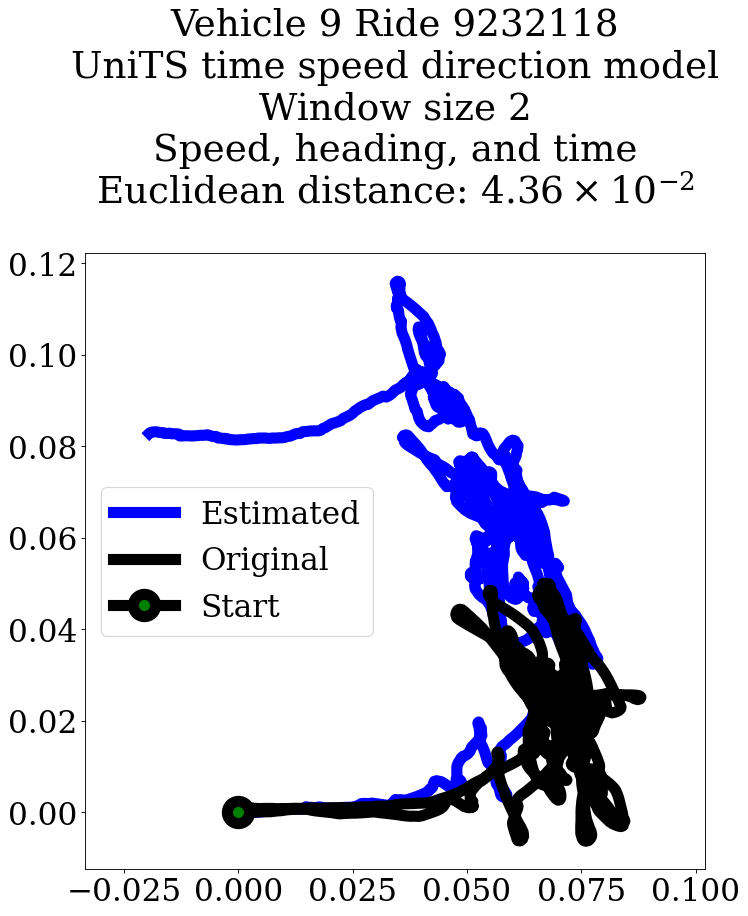 Vehicle 9 Ride 9232118
UniTS time speed direction model
Window size 2
Speed, heading, and time
Euclidean distance: 4.36 × 10⁻²
0.12
0.10
0.08
0.06
0.04
0.02
0.00
Estimated
Original
Start
−0.025 0.000 0.025 0.050 0.075 0.100